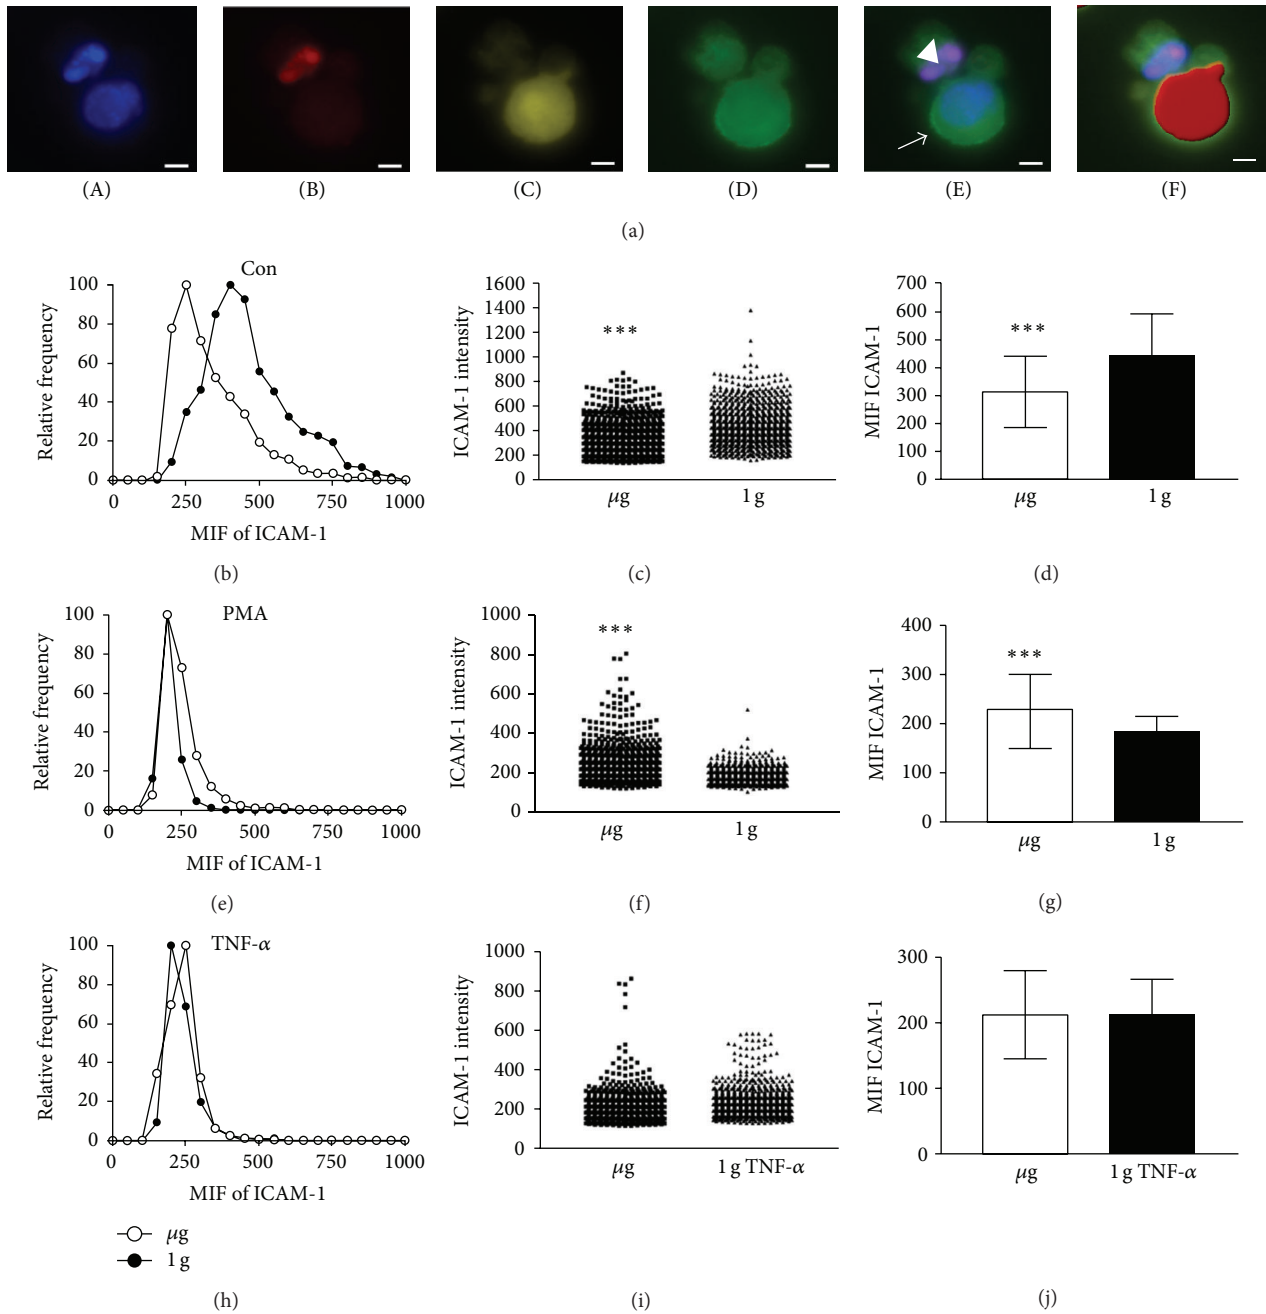 (A) (B) (C) (D) (E) (F)
(a)
Con
100
80
60
40
20
0
Relative frequency
0 250 500 750 1000
MIF of ICAM-1
(b)
1600
1400
1200
1000
800
600
400
200
0
ICAM-1 intensity
***
μg 1 g
(c)
700
600
500
400
300
200
100
0
MIF ICAM-1
***
μg 1 g
(d)
PMA
100
80
60
40
20
0
Relative frequency
0 250 500 750 1000
MIF of ICAM-1
(e)
1000
800
600
400
200
0
ICAM-1 intensity
***
μg 1 g
(f)
400
300
200
100
0
MIF ICAM-1
***
μg 1 g
(g)
TNF-α
100
80
60
40
20
0
Relative frequency
0 250 500 750 1000
MIF of ICAM-1
μg
1 g
(h)
1000
800
600
400
200
0
ICAM-1 intensity
μg 1 g TNF-α
(i)
300
200
100
0
MIF ICAM-1
μg 1 g TNF-α
(j)